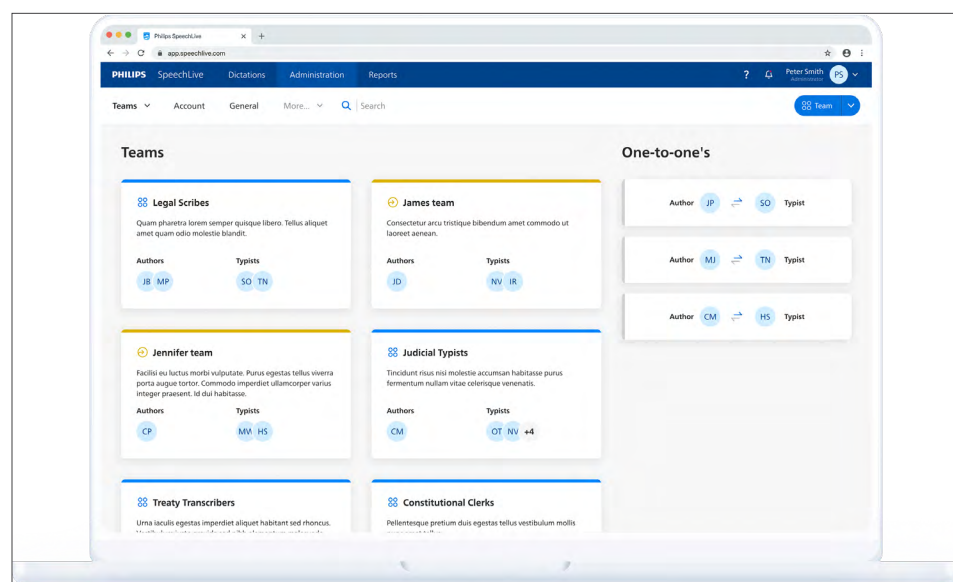 Philips SpeechLive
app.speechlive.com
PHILIPS SpeechLive Dictations Administration Reports ? Peter Smith PS
Administrator
Teams Account General More... Search Team
Teams
One-to-one's
Legal Scribes
Quam pharetra lorem semper quisque libero. Tellus aliquet
amet quam odio molestie blandit.
Authors Typists
JB MP SO TN
James team
Consectetur arcu tristique bibendum amet commodo ut
laoreet aenean.
Authors Typists
JD NV IR
Author JP SO Typist
Author MJ TN Typist
Author CM HS Typist
Jennifer team
Facilisi eu luctus morbi vulputate. Purus egestas tellus viverra
porta augue tortor. Commodo imperdiet ullamcorper varius
integer praesent. Id dui habitasse.
Authors Typists
CP MW HS
Judicial Typists
Tincidunt risus nisi molestie accumsan habitasse purus
fermentum nullam vitae celerisque venenatis.
Authors Typists
CM OT NV +4
Treaty Transcribers
Urna iaculis egestas imperdiet aliquet habitant sed rhoncus.
Constitutional Clerks
Pellentesque pretium duis egestas tellus vestibulum mollis